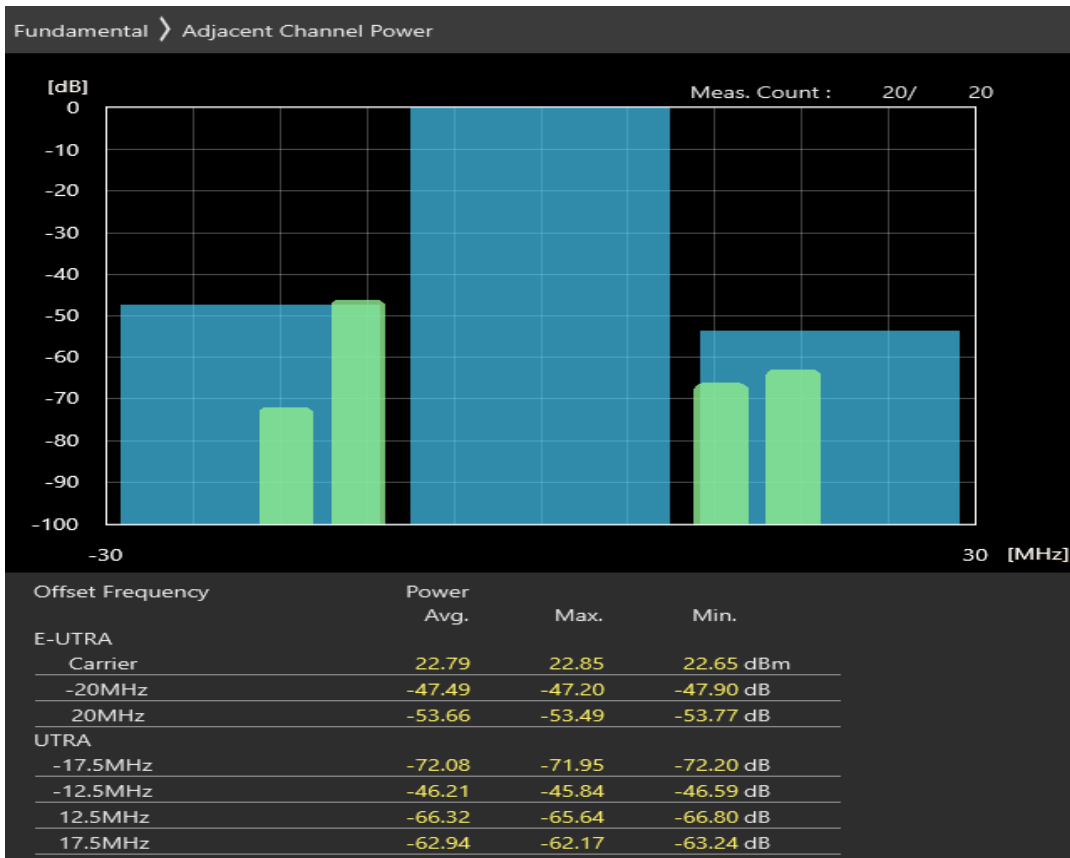 Fundamental 〉 Adjacent Channel Power
[dB]
Meas. Count : 20/ 20
0
-10
-20
-30
-40
-50
-60
-70
-80
-90
-100
-30 30 [MHz]
Offset Frequency Power
Avg. Max. Min.
E-UTRA
Carrier 22.79 22.85 22.65 dBm
-20MHz -47.49 -47.20 -47.90 dB
20MHz -53.66 -53.49 -53.77 dB
UTRA
-17.5MHz -72.08 -71.95 -72.20 dB
-12.5MHz -46.21 -45.84 -46.59 dB
12.5MHz -66.32 -65.64 -66.80 dB
17.5MHz -62.94 -62.17 -63.24 dB